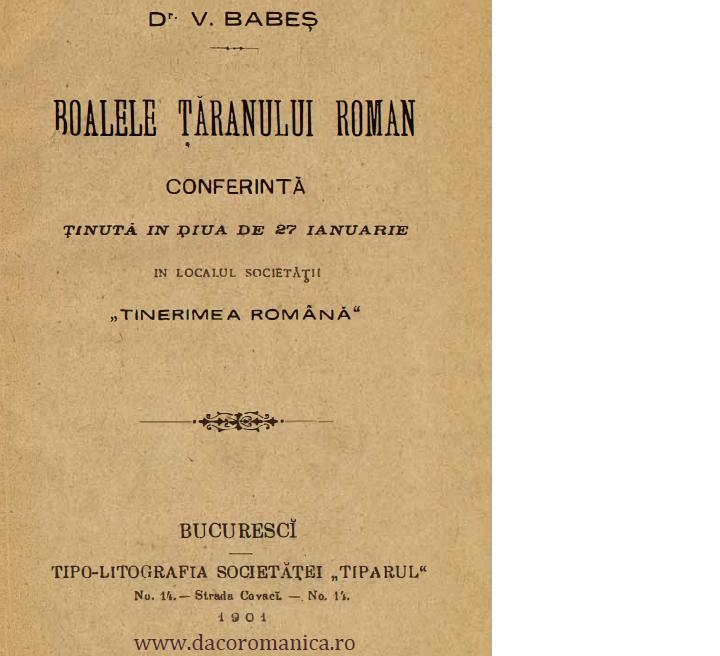 Dr. V. BABEȘ
BOALELE ȚĂRANULUI ROMAN
CONFERINTĂ
ȚINUTĂ IN ḐIUA DE 27 IANUARIE
IN LOCALUL SOCIETĂȚII
„TINERIMEA ROMÂNĂ“
BUCURESCĬ
TIPO-LITOGRAFIA SOCIETĂȚEI „TIPARUL“
No. 14.— Strada Covacĭ. —. No. 14.
1901
www.dacoromanica.ro